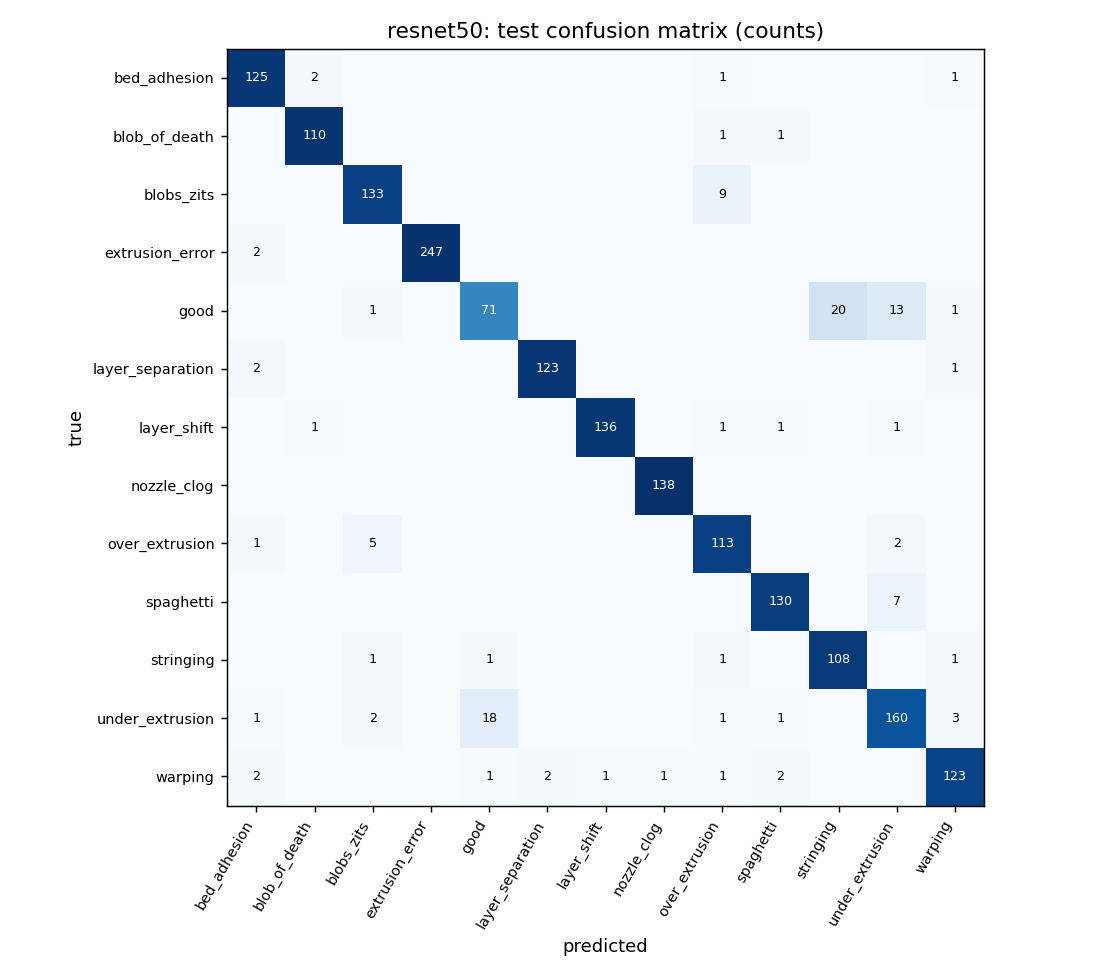 resnet50: test confusion matrix (counts)
bed_adhesion 125 2 1 1
blob_of_death 110 1 1
blobs_zits 133 9
extrusion_error 2 247
good 1 71 20 13 1
layer_separation 2 123 1
layer_shift 1 136 1 1 1
nozzle_clog 138
over_extrusion 1 5 113 2
spaghetti 130 7
stringing 1 1 1 108 1
under_extrusion 1 2 18 1 1 160 3
warping 2 1 2 1 1 1 2 123
true
bed_adhesion
blob_of_death
blobs_zits
extrusion_error
good
layer_separation
layer_shift
nozzle_clog
over_extrusion
spaghetti
stringing
under_extrusion
warping
predicted